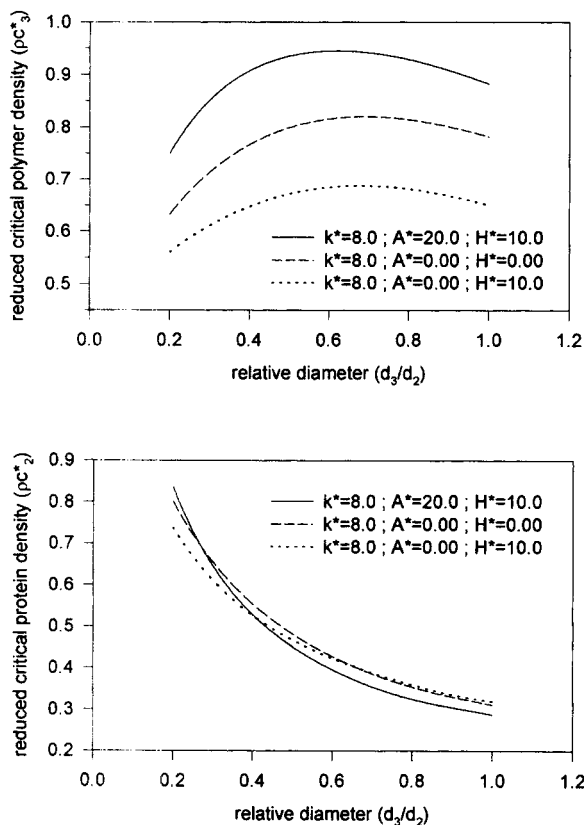 reduced critical polymer density (ρc*3)
1.0
0.9
0.8
0.7
0.6
0.5
k*=8.0 ; A*=20.0 ; H*=10.0
k*=8.0 ; A*=0.00 ; H*=0.00
k*=8.0 ; A*=0.00 ; H*=10.0
0.0 0.2 0.4 0.6 0.8 1.0 1.2
relative diameter (d3/d2)
reduced critical protein density (ρc*2)
0.9
0.8
0.7
0.6
0.5
0.4
0.3
0.2
k*=8.0 ; A*=20.0 ; H*=10.0
k*=8.0 ; A*=0.00 ; H*=0.00
k*=8.0 ; A*=0.00 ; H*=10.0
0.0 0.2 0.4 0.6 0.8 1.0 1.2
relative diameter (d3/d2)